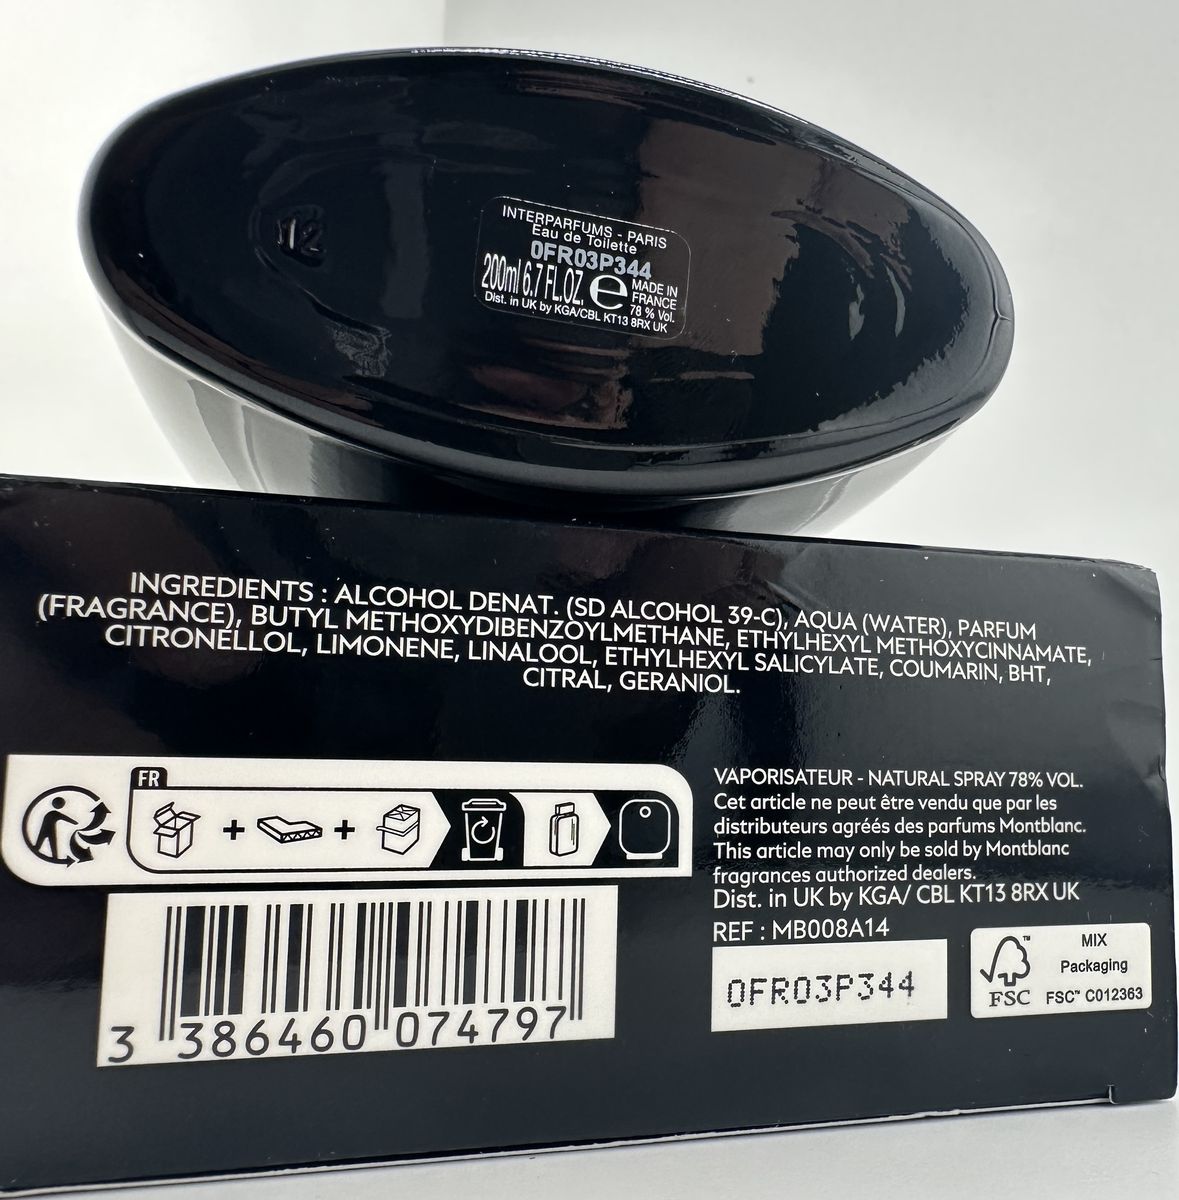 12
INTERPARFUMS - PARIS
Eau de Toilette
0FR03P344
200ml 6.7 FL.OZ. e MADE IN
FRANCE
78 % Vol.
Dist. in UK by KGA/CBL KT13 8RX UK
INGREDIENTS : ALCOHOL DENAT. (SD ALCOHOL 39-C), AQUA (WATER), PARFUM
(FRAGRANCE), BUTYL METHOXYDIBENZOYLMETHANE, ETHYLHEXYL METHOXYCINNAMATE,
CITRONELLOL, LIMONENE, LINALOOL, ETHYLHEXYL SALICYLATE, COUMARIN, BHT,
CITRAL, GERANIOL.
FR
+ +
VAPORISATEUR - NATURAL SPRAY 78% VOL.
Cet article ne peut être vendu que par les
distributeurs agréés des parfums Montblanc.
This article may only be sold by Montblanc
fragrances authorized dealers.
Dist. in UK by KGA/ CBL KT13 8RX UK
REF : MB008A14
0FR03P344
3 386460 074797
™
FSC
MIX
Packaging
FSC™ C012363